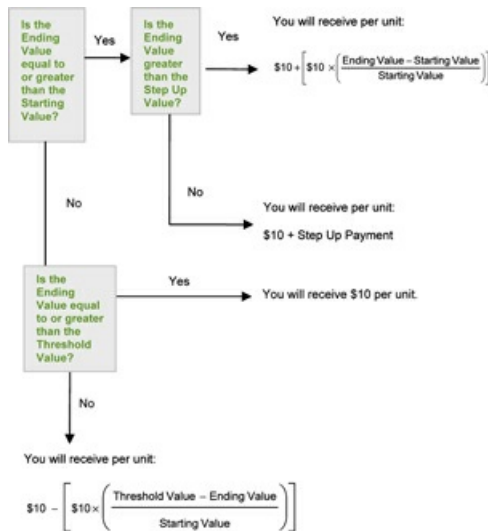 Is the
Ending
Value
equal to
or greater
than the
Starting
Value?
Yes
Is the
Ending
Value
greater
than the
Step Up
Value?
Yes
You will receive per unit:
$10 + [$10 × (Ending Value – Starting Value / Starting Value)]
No
No
You will receive per unit:
$10 + Step Up Payment
Is the
Ending
Value equal
to or greater
than the
Threshold
Value?
Yes
You will receive $10 per unit.
No
You will receive per unit:
$10 – [$10 × (Threshold Value – Ending Value / Starting Value)]